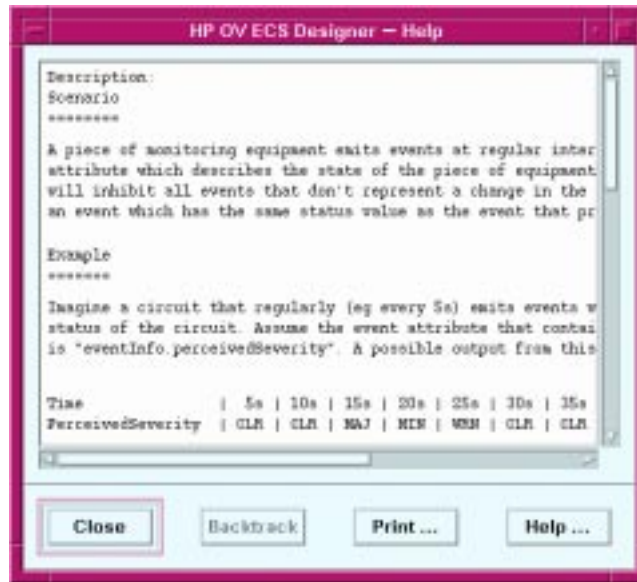 HP OV ECS Designer – Help
Description:
Scenario
========
A piece of monitoring equipment emits events at regular inter
attribute which describes the state of the piece of equipment
will inhibit all events that don't represent a change in the
an event which has the same status value as the event that pr
Example
=======
Imagine a circuit that regularly (eg every 5s) emits events w
status of the circuit. Assume the event attribute that contai
is "eventInfo.perceivedSeverity". A possible output from this
Time | 5s | 10s | 15s | 20s | 25s | 30s | 35s
PerceivedSeverity | CLR | CLR | MAJ | MIN | WRN | CLR | CLR
Close Backtrack Print ... Help ...